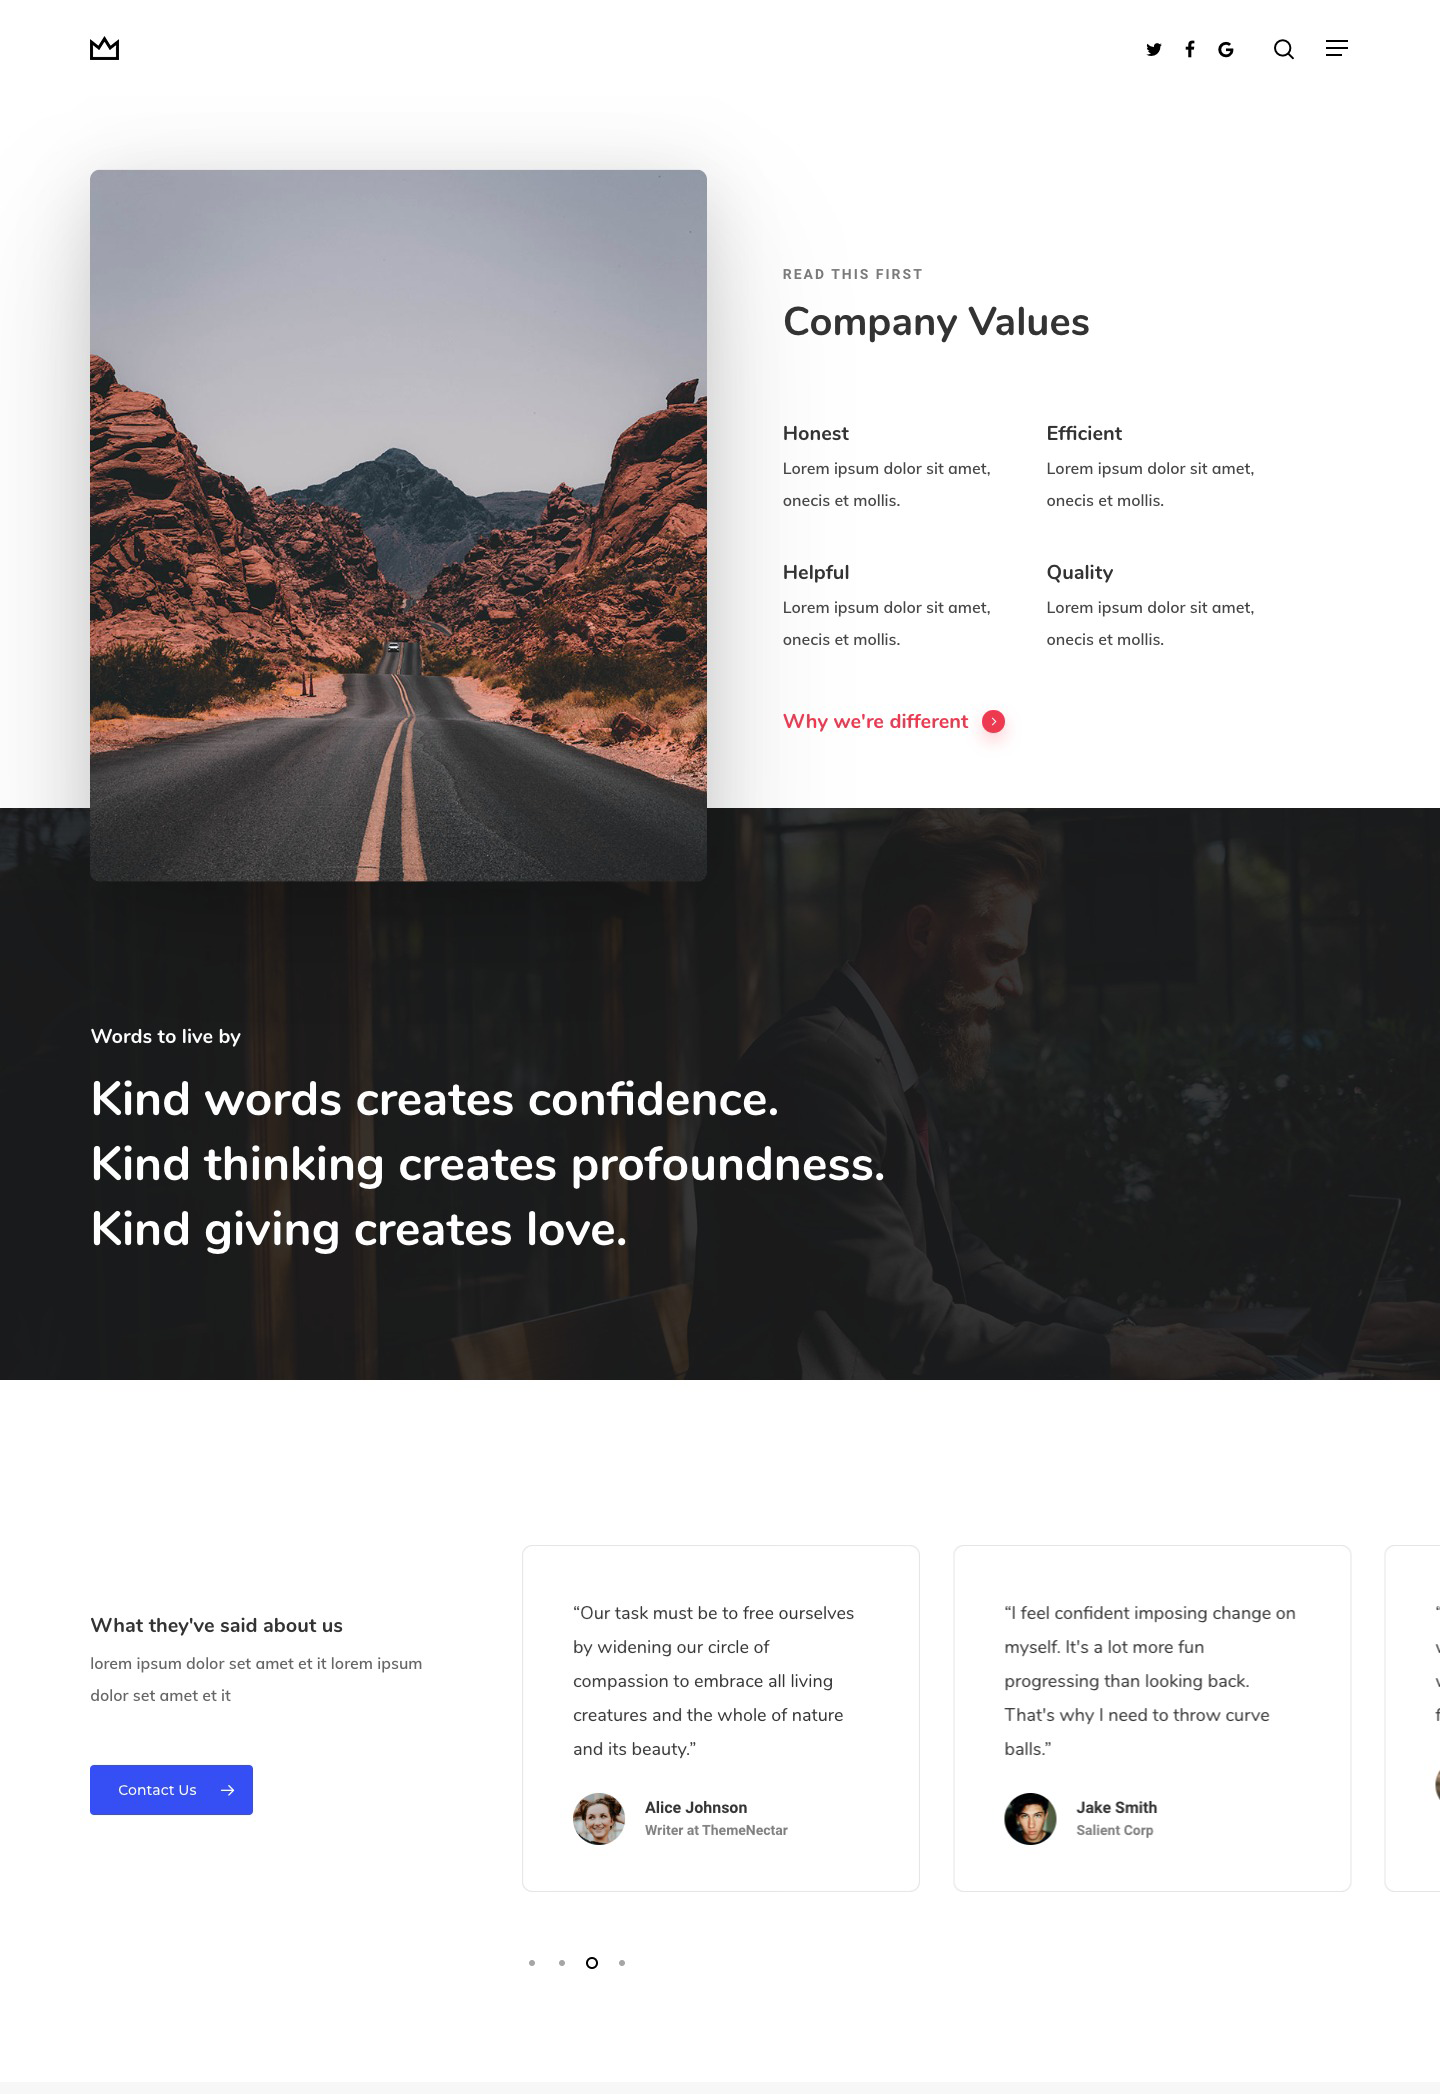 READ THIS FIRST
Company Values
Honest
Lorem ipsum dolor sit amet,
onecis et mollis.
Efficient
Lorem ipsum dolor sit amet,
onecis et mollis.
Helpful
Lorem ipsum dolor sit amet,
onecis et mollis.
Quality
Lorem ipsum dolor sit amet,
onecis et mollis.
Why we're different
Words to live by
Kind words creates confidence.
Kind thinking creates profoundness.
Kind giving creates love.
What they've said about us
lorem ipsum dolor set amet et it lorem ipsum
dolor set amet et it
Contact Us
“Our task must be to free ourselves
by widening our circle of
compassion to embrace all living
creatures and the whole of nature
and its beauty.”
Alice Johnson
Writer at ThemeNectar
“I feel confident imposing change on
myself. It's a lot more fun
progressing than looking back.
That's why I need to throw curve
balls.”
Jake Smith
Salient Corp